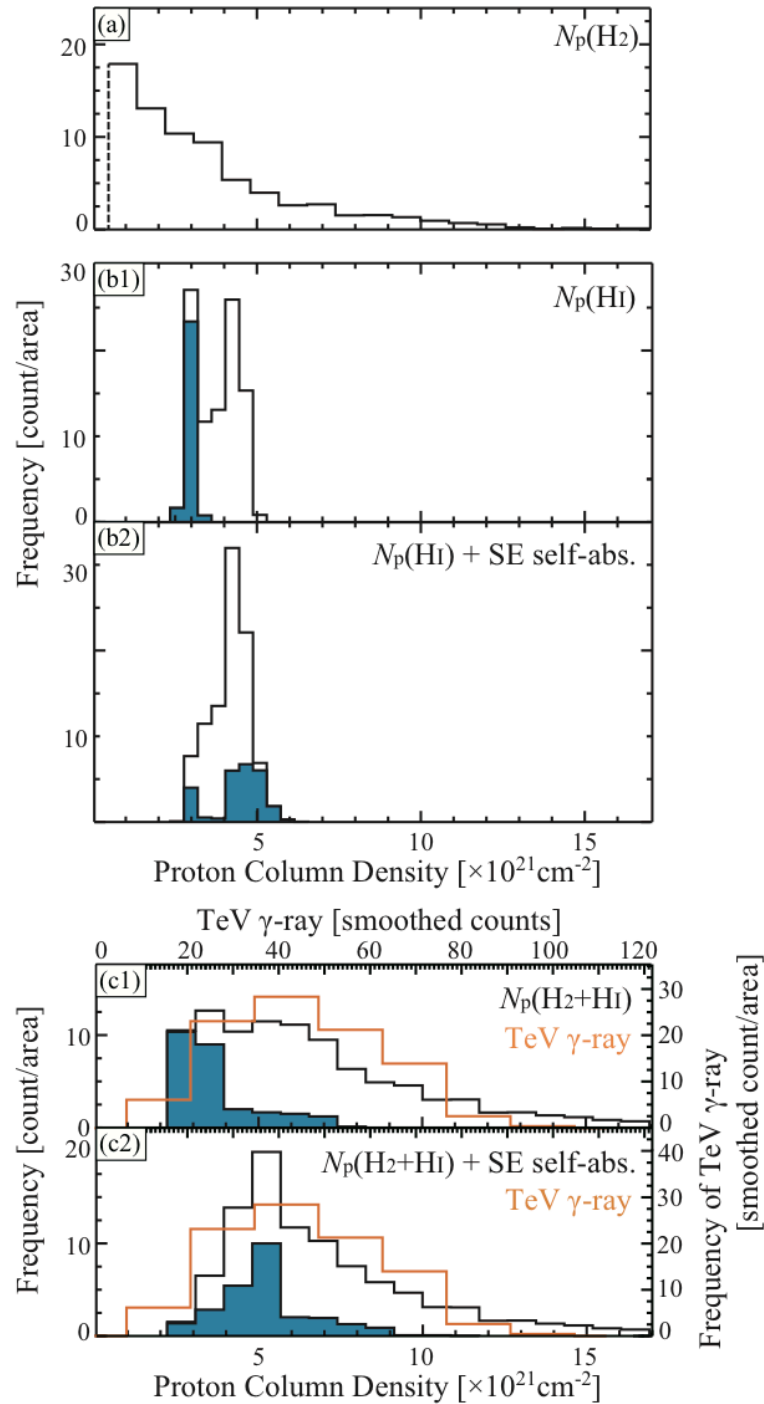 (a)
Np(H2)
20
10
0
(b1)
Np(HI)
30
20
10
0
(b2)
Np(HI) + SE self-abs.
30
10
Frequency [count/area]
5 10 15
Proton Column Density [×10²¹cm⁻²]
TeV γ-ray [smoothed counts]
0 20 40 60 80 100 120
(c1)
Np(H2+HI)
TeV γ-ray
10
0
30
20
10
0
Frequency [count/area]
(c2)
Np(H2+HI) + SE self-abs.
TeV γ-ray
20
10
0
40
30
20
10
0
Frequency [count/area]
Frequency of TeV γ-ray
[smoothed count/area]
5 10 15
Proton Column Density [×10²¹cm⁻²]